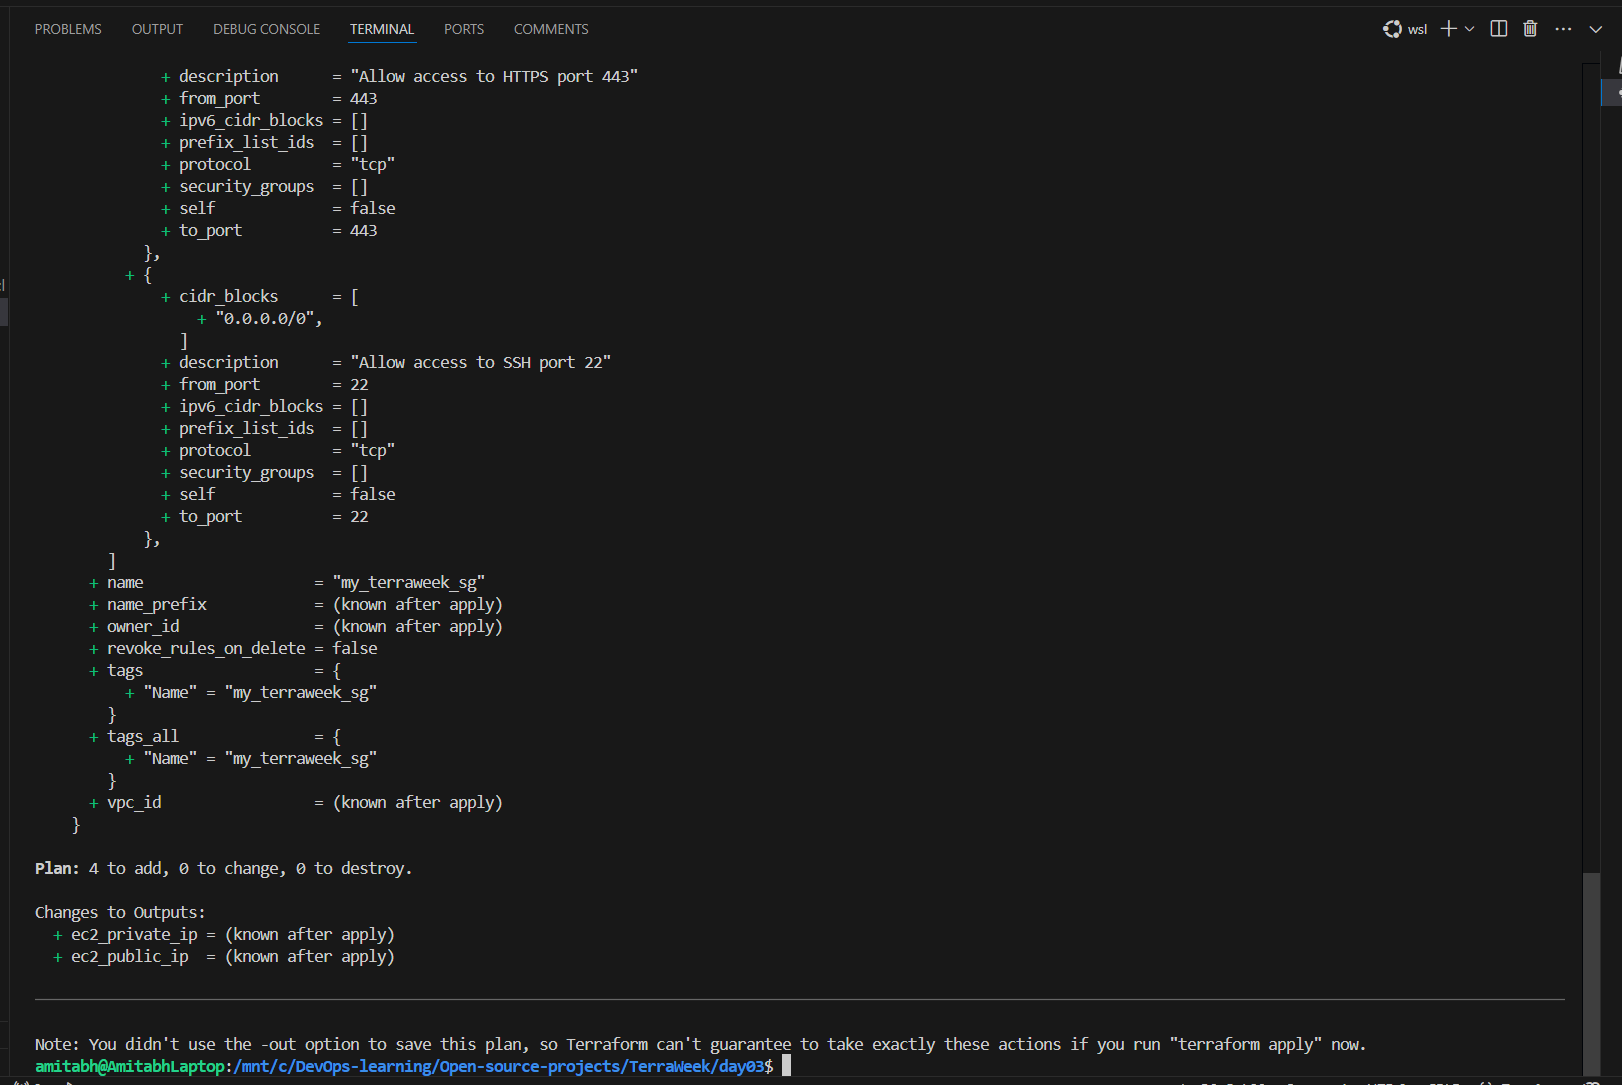 PROBLEMS OUTPUT DEBUG CONSOLE TERMINAL PORTS COMMENTS wsl
+ description      = "Allow access to HTTPS port 443"
+ from_port        = 443
+ ipv6_cidr_blocks = []
+ prefix_list_ids  = []
+ protocol         = "tcp"
+ security_groups  = []
+ self             = false
+ to_port          = 443
},
+ {
+ cidr_blocks      = [
+ "0.0.0.0/0",
]
+ description      = "Allow access to SSH port 22"
+ from_port        = 22
+ ipv6_cidr_blocks = []
+ prefix_list_ids  = []
+ protocol         = "tcp"
+ security_groups  = []
+ self             = false
+ to_port          = 22
},
]
+ name                   = "my_terraweek_sg"
+ name_prefix            = (known after apply)
+ owner_id               = (known after apply)
+ revoke_rules_on_delete = false
+ tags                   = {
+ "Name" = "my_terraweek_sg"
}
+ tags_all               = {
+ "Name" = "my_terraweek_sg"
}
+ vpc_id                 = (known after apply)
}
Plan: 4 to add, 0 to change, 0 to destroy.
Changes to Outputs:
+ ec2_private_ip = (known after apply)
+ ec2_public_ip  = (known after apply)
Note: You didn't use the -out option to save this plan, so Terraform can't guarantee to take exactly these actions if you run "terraform apply" now.
amitabh@AmitabhLaptop:/mnt/c/DevOps-learning/Open-source-projects/TerraWeek/day03$